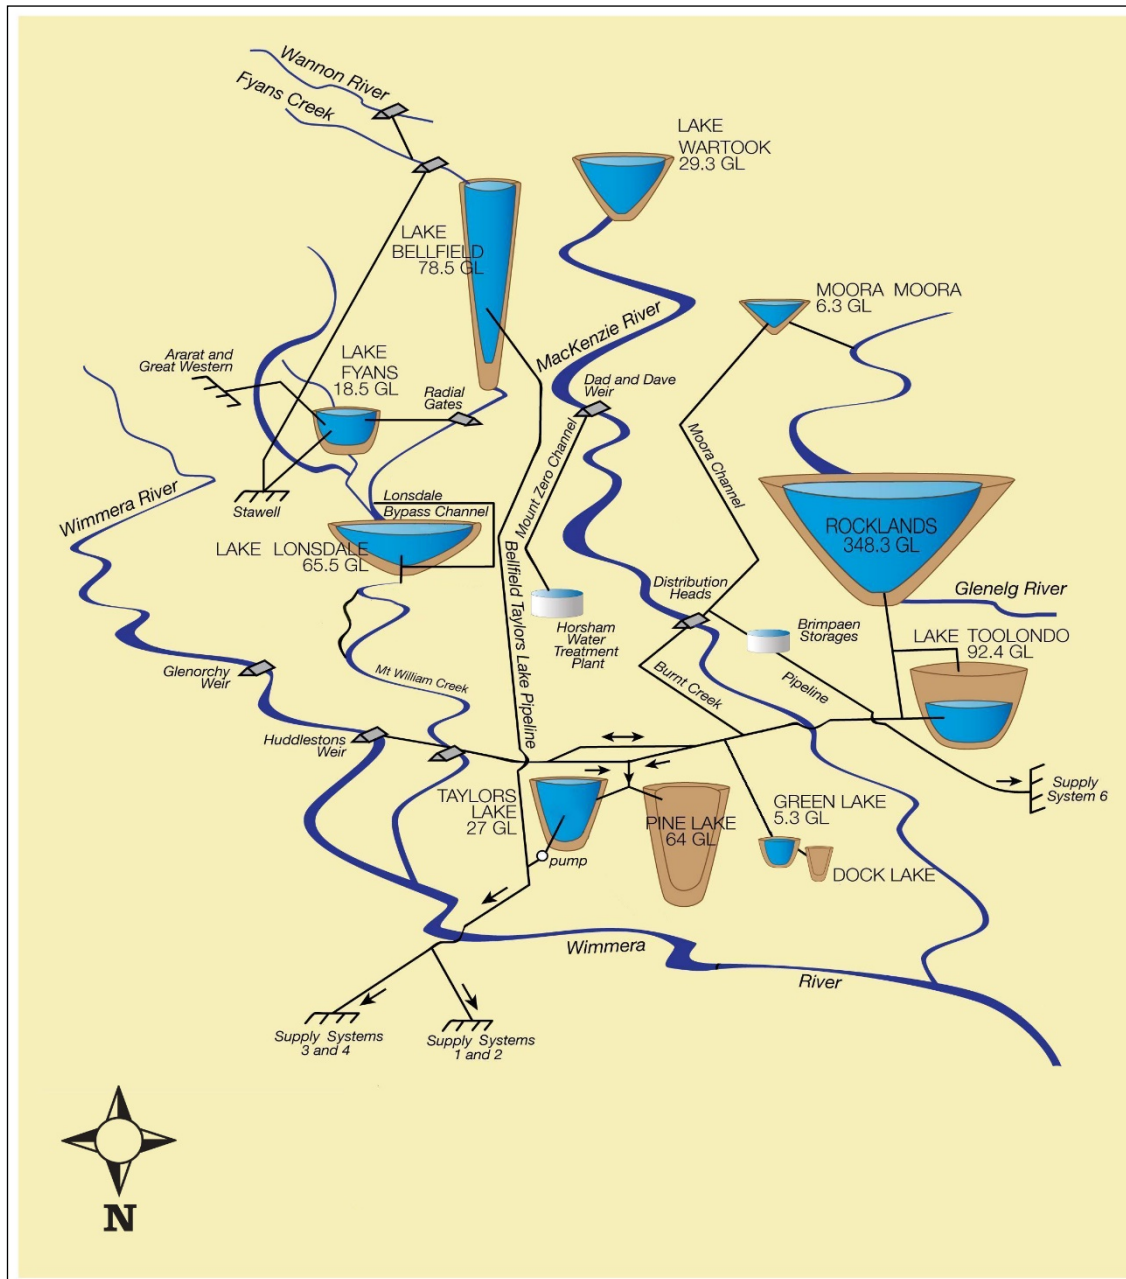 Wannon River
Fyans Creek
LAKE
WARTOOK
29.3 GL
LAKE
BELLFIELD
78.5 GL
MOORA MOORA
6.3 GL
MacKenzie River
Ararat and
Great Western
LAKE
FYANS
18.5 GL
Radial
Gates
Dad and Dave
Weir
Moora Channel
Mount Zero Channel
Wimmera River
Stawell
Lonsdale
Bypass Channel
LAKE LONSDALE
65.5 GL
ROCKLANDS
348.3 GL
Bellfield Taylors Lake Pipeline
Distribution
Heads
Glenelg River
Horsham
Water
Treatment
Plant
Brimpaen
Storages
LAKE TOOLONDO
92.4 GL
Glenorchy
Weir
Mt William Creek
Burnt Creek
Pipeline
Huddlestons
Weir
TAYLORS
LAKE
27 GL
PINE LAKE
64 GL
GREEN LAKE
5.3 GL
Supply
System 6
pump
DOCK LAKE
Wimmera
River
Supply Systems
3 and 4
Supply Systems
1 and 2
N